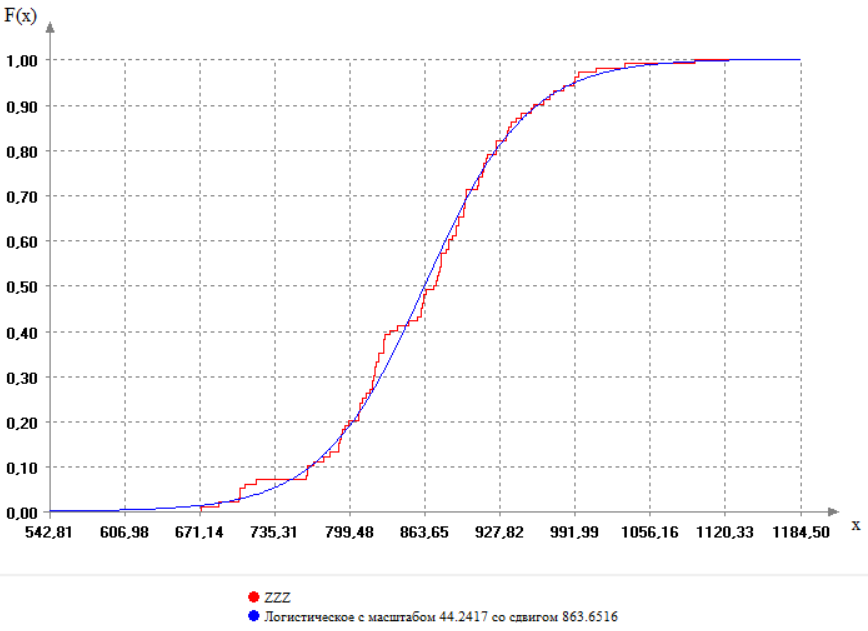 F(x)
1,00
0,90
0,80
0,70
0,60
0,50
0,40
0,30
0,20
0,10
0,00
542,81 606,98 671,14 735,31 799,48 863,65 927,82 991,99 1056,16 1120,33 1184,50
x
ZZZ
Логистическое с масштабом 44.2417 со сдвигом 863.6516